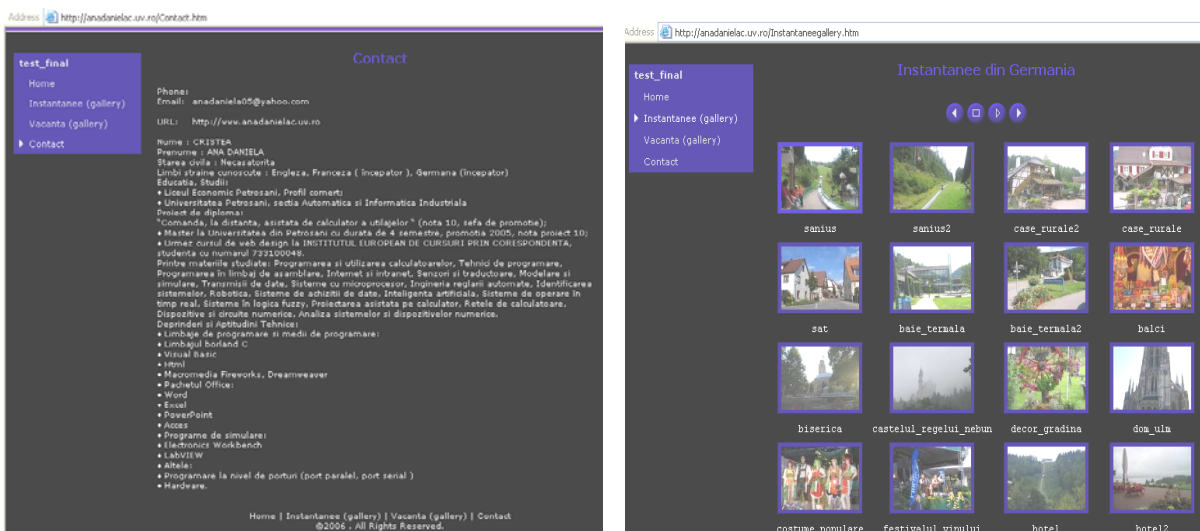 Address http://anadanielac.uv.ro/Contact.htm
test_final
Home
Instantanee (gallery)
Vacanta (gallery)
Contact
Contact
Phone:
Email: anadaniela05@yahoo.com
URL: http://www.anadanielac.uv.ro
Nume : CRISTEA
Prenume : ANA DANIELA
Starea civila : Necasatorita
Limbi straine cunoscute : Engleza, Franceza ( începator ), Germana (începator)
Educatia, Studii:
• Liceul Economic Petrosani, Profil comert;
• Universitatea Petrosani, sectia Automatica si Informatica Industriala
Proiect de diploma:
"Comanda, la distanta, asistata de calculator a utilajelor " (nota 10, sefa de promotie);
• Master la Universitatea din Petrosani cu durata de 4 semestre, promotia 2005, nota proiect 10;
• Urmez cursul de web design la INSTITUTUL EUROPEAN DE CURSURI PRIN CORESPONDENTA,
studenta cu numarul 733100048.
Printre materiile studiate: Programarea si utilizarea calculatoarelor, Tehnici de programare,
Programarea în limbaj de asamblare, Internet si intranet, Senzori si traductoare, Modelare si
simulare, Transmisii de date, Sisteme cu microprocesor, Ingineria reglarii automate, Identificarea
sistemelor, Robotica, Sisteme de achizitii de date, Inteligenta artificiala, Sisteme de operare în
timp real, Sisteme în logica fuzzy, Proiectarea asistata pe calculator, Retele de calculatoare,
Dispozitive si circuite numerice, Analiza sistemelor si dispozitivelor numerice.
Deprinderi si Aptitudini Tehnice:
• Limbaje de programare si medii de programare:
• Limbajul borland C
• Visual Basic
• Html
• Macromedia Fireworks, Dreamweaver
• Pachetul Office:
• Word
• Excel
• PowerPoint
• Acces
• Programe de simulare:
• Electronics Workbench
• LabVIEW
• Altele:
• Programare la nivel de porturi (port paralel, port serial )
• Hardware.
Home | Instantanee (gallery) | Vacanta (gallery) | Contact
©2006 . All Rights Reserved.
Address http://anadanielac.uv.ro/Instantaneegallery.htm
test_final
Home
Instantanee (gallery)
Vacanta (gallery)
Contact
Instantanee din Germania
sanius sanius2 case_rurale2 case_rurale
sat baie_termala baie_termala2 balci
biserica castelul_regelui_nebun decor_gradina dom_ulm
costume_populare festivalul_vinului hotel hotel2